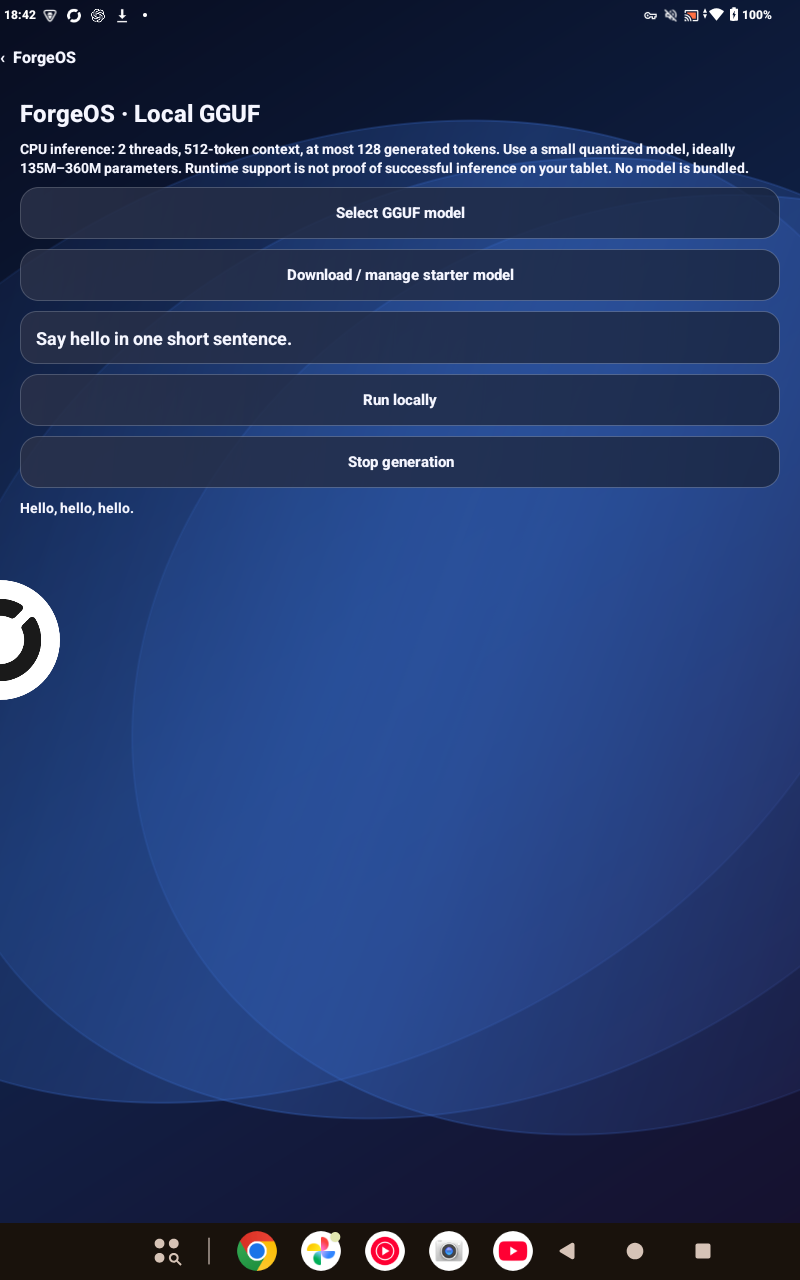 18:42
100%
‹ ForgeOS
ForgeOS · Local GGUF
CPU inference: 2 threads, 512-token context, at most 128 generated tokens. Use a small quantized model, ideally
135M–360M parameters. Runtime support is not proof of successful inference on your tablet. No model is bundled.
Select GGUF model
Download / manage starter model
Say hello in one short sentence.
Run locally
Stop generation
Hello, hello, hello.